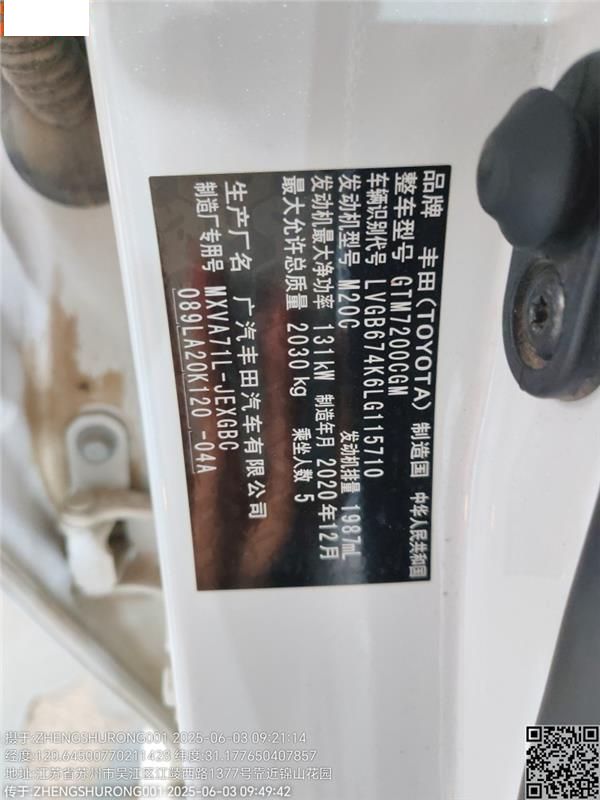 品牌 丰田(TOYOTA) 制造国 中华人民共和国
整车型号 GTM7200CGM
车辆识别代号 LVGB674K6LG115710
发动机型号 M20G 发动机排量 1987mL
发动机最大净功率 131kW 制造年月 2020年12月
最大允许总质量 2030kg 乘坐人数 5
生产厂名 广汽丰田汽车有限公司
制造厂专用号 MXVA71L-JEXGBC
089LA20K120 -04A
摄于:ZHENGSHURONG001 2025-06-03 09:21:14
经度:120.64500770211428 纬度:31.177650407857
地址:江苏省苏州市吴江区江陵西路1377号靠近锦山花园
传于:ZHENGSHURONG001 2025-06-03 09:49:42